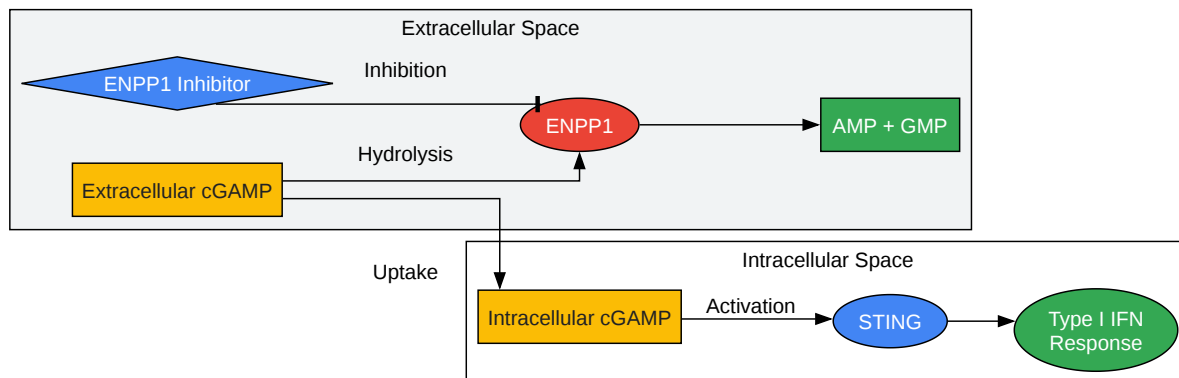 Extracellular Space
Inhibition
ENPP1 Inhibitor
ENPP1
AMP + GMP
Hydrolysis
Extracellular cGAMP
Uptake
Intracellular Space
Intracellular cGAMP
Activation
STING
Type I IFN
Response